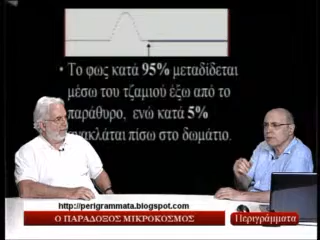 • Το φως κατά 95% μεταδίδεται
μέσω του τζαμιού έξω από το
παράθυρο, ενώ κατά 5%
ανακλάται πίσω στο δωμάτιο.
http://perigrammata.blogspot.com
Ο ΠΑΡΑΔΟΞΟΣ ΜΙΚΡΟΚΟΣΜΟΣ
Περιγράμματα